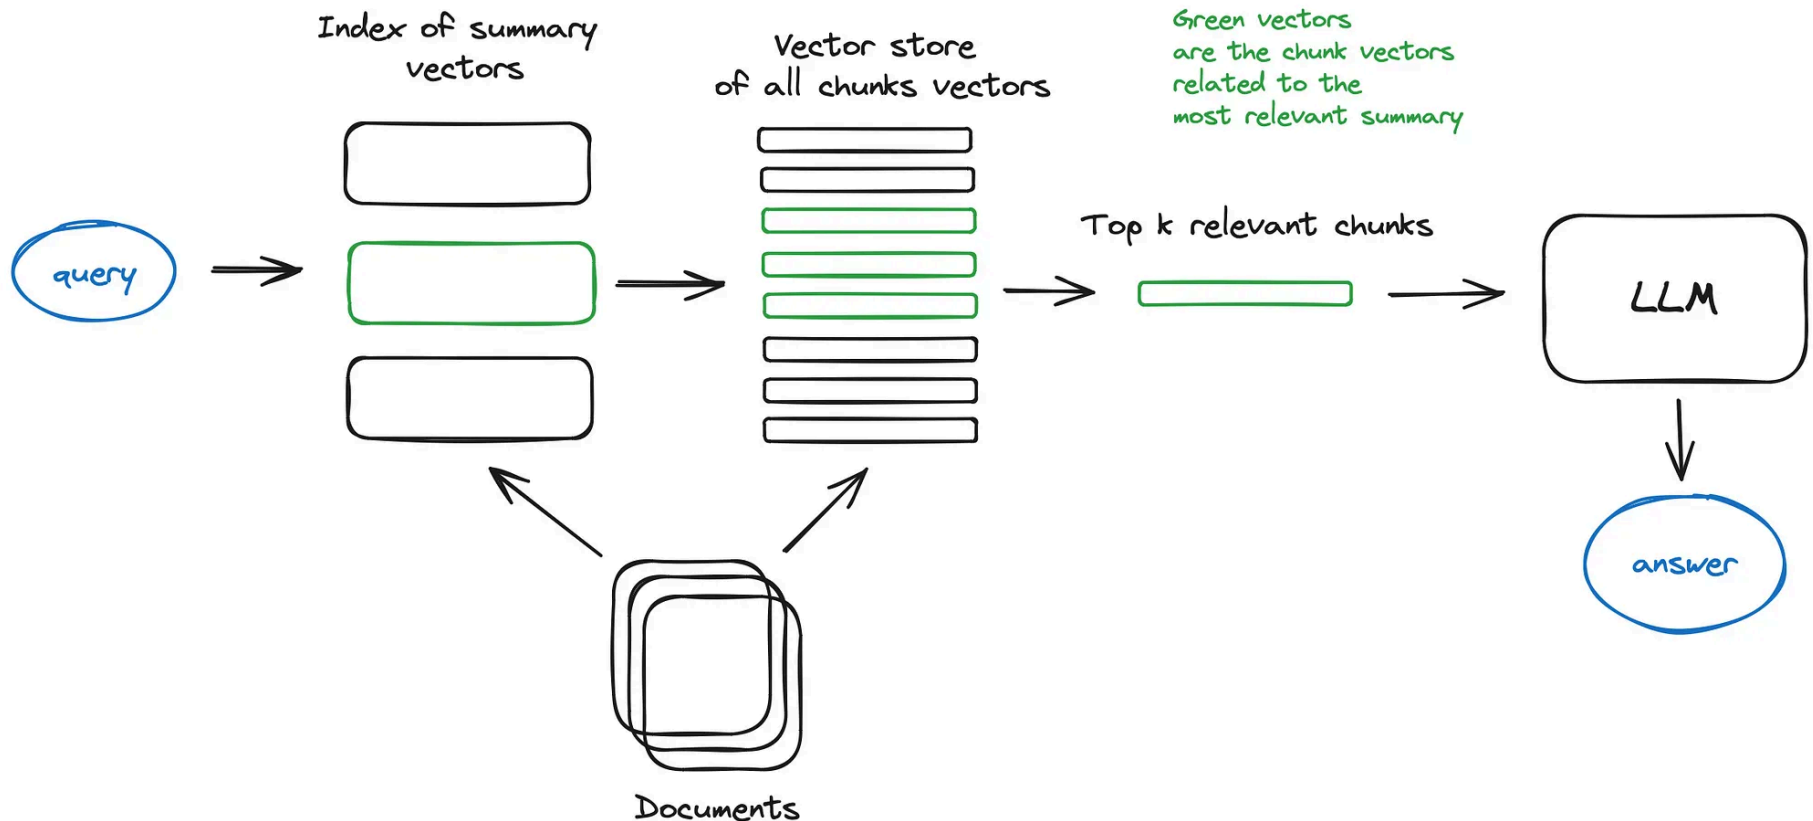 Index of summary
vectors
Vector store
of all chunks vectors
Green vectors
are the chunk vectors
related to the
most relevant summary
query
Top k relevant chunks
LLM
answer
Documents